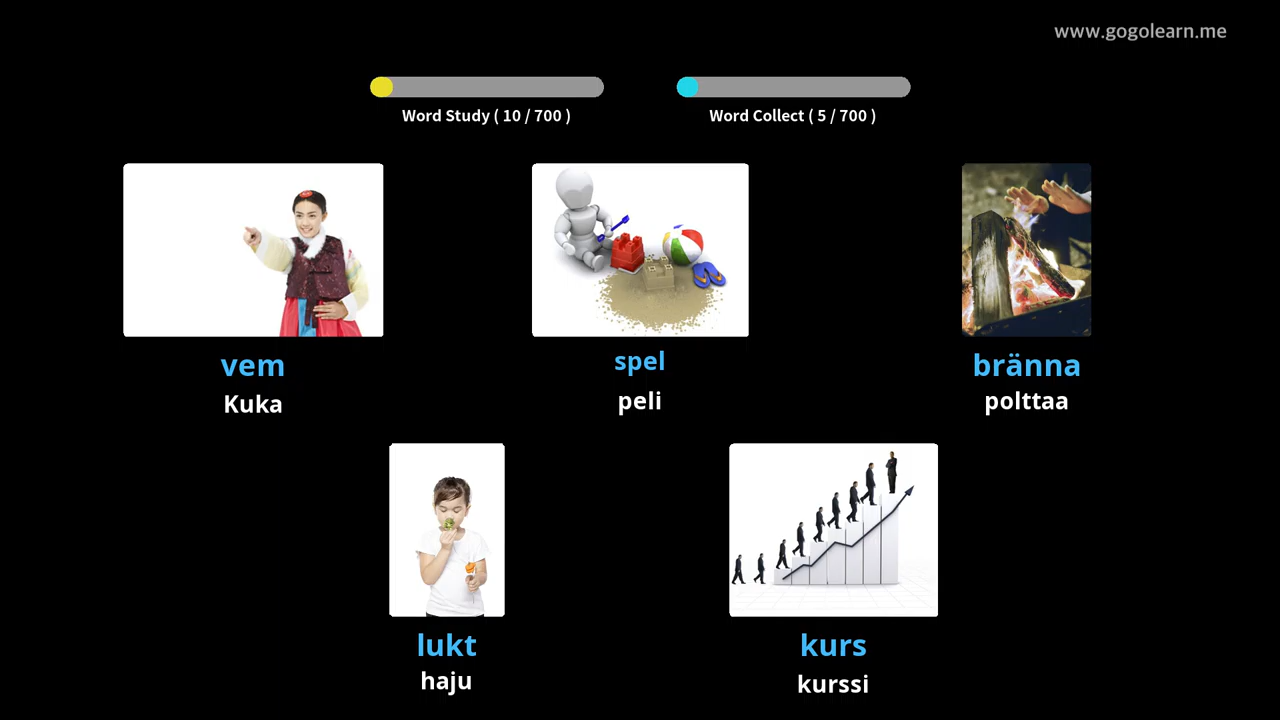 www.gogolearn.me
Word Study ( 10 / 700 )
Word Collect ( 5 / 700 )
vem
Kuka
spel
peli
bränna
polttaa
lukt
haju
kurs
kurssi